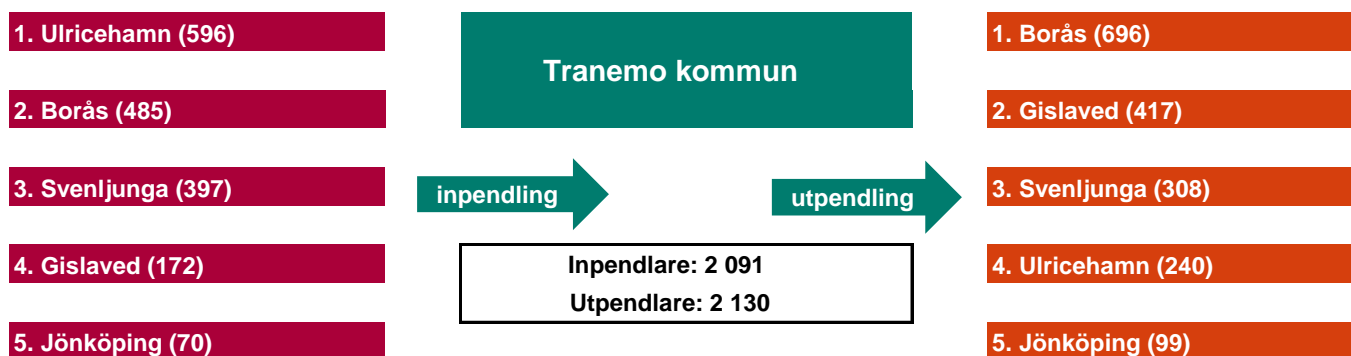 1. Ulricehamn (596)
2. Borås (485)
3. Svenljunga (397)
4. Gislaved (172)
5. Jönköping (70)
Tranemo kommun
inpendling
utpendling
Inpendlare: 2 091
Utpendlare: 2 130
1. Borås (696)
2. Gislaved (417)
3. Svenljunga (308)
4. Ulricehamn (240)
5. Jönköping (99)